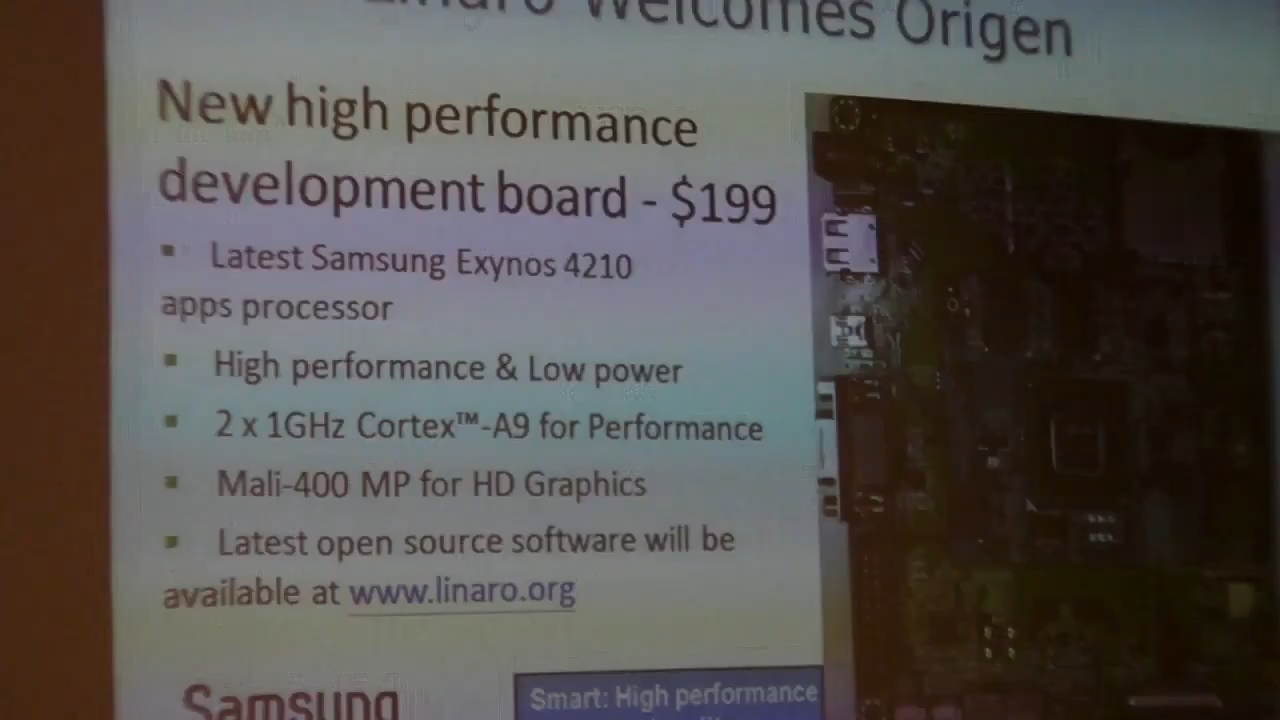 Linaro Welcomes Origen
New high performance
development board - $199
▪ Latest Samsung Exynos 4210
apps processor
▪ High performance & Low power
▪ 2 x 1GHz Cortex™-A9 for Performance
▪ Mali-400 MP for HD Graphics
▪ Latest open source software will be
available at www.linaro.org
Samsung
Smart: High performance